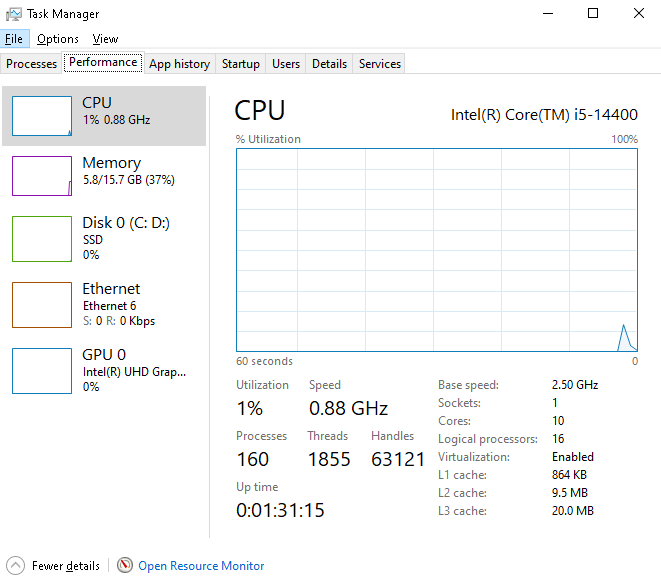 Task Manager
File Options View
Processes Performance App history Startup Users Details Services
CPU
1% 0.88 GHz
Memory
5.8/15.7 GB (37%)
Disk 0 (C: D:)
SSD
0%
Ethernet
Ethernet 6
S: 0 R: 0 Kbps
GPU 0
Intel(R) UHD Grap...
0%
CPU Intel(R) Core(TM) i5-14400
% Utilization 100%
60 seconds 0
Utilization Speed
1% 0.88 GHz
Processes Threads Handles
160 1855 63121
Up time
0:01:31:15
Base speed: 2.50 GHz
Sockets: 1
Cores: 10
Logical processors: 16
Virtualization: Enabled
L1 cache: 864 KB
L2 cache: 9.5 MB
L3 cache: 20.0 MB
Fewer details Open Resource Monitor